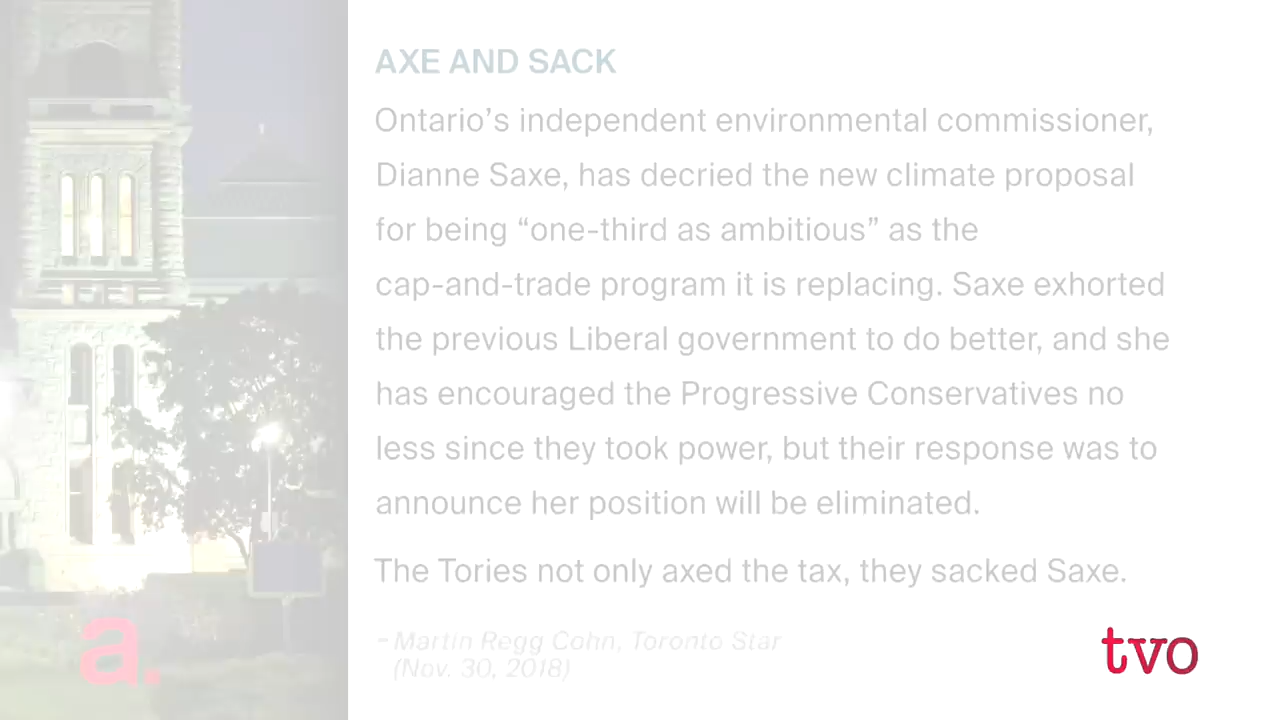 AXE AND SACK
Ontario’s independent environmental commissioner,
Dianne Saxe, has decried the new climate proposal
for being “one-third as ambitious” as the
cap-and-trade program it is replacing. Saxe exhorted
the previous Liberal government to do better, and she
has encouraged the Progressive Conservatives no
less since they took power, but their response was to
announce her position will be eliminated.
The Tories not only axed the tax, they sacked Saxe.
– Martin Regg Cohn, Toronto Star
(Nov. 30, 2018)
a.
tvo